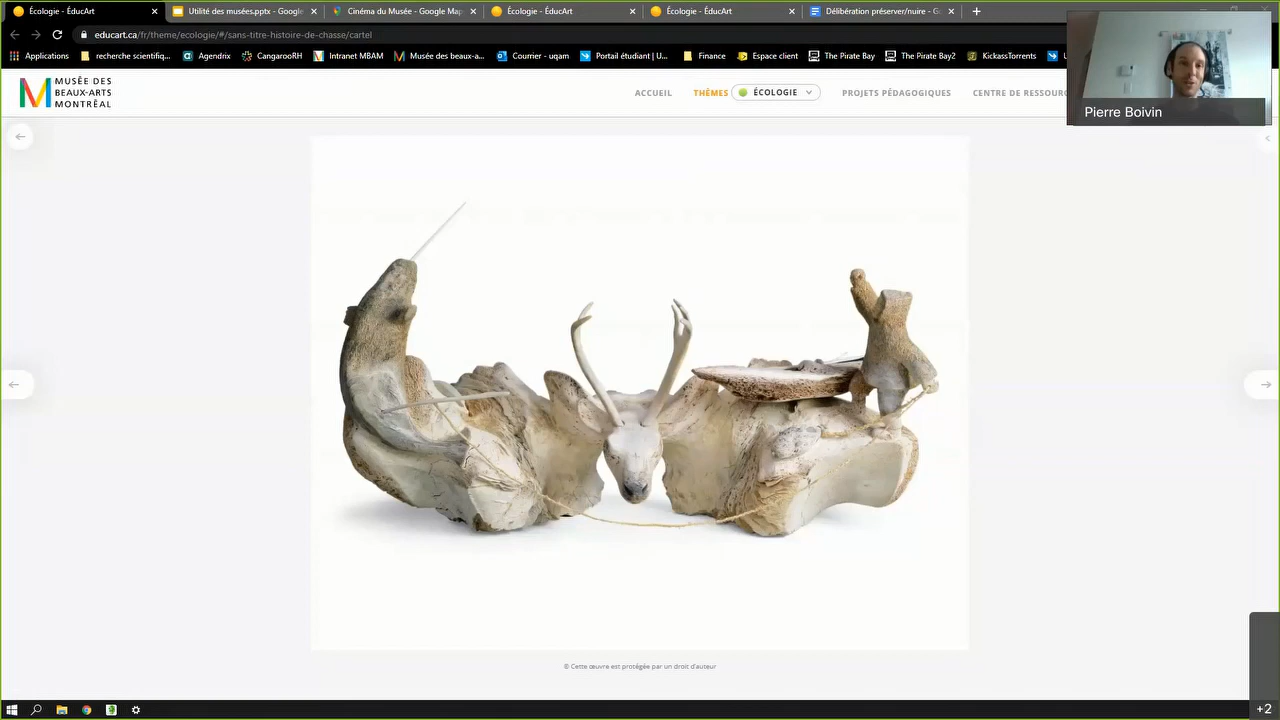 Écologie - ÉducArt
Utilité des musées.pptx - Google
Cinéma du Musée - Google Map
Écologie - ÉducArt
Écologie - ÉducArt
Délibération préserver/nuire - Go
educart.ca/fr/theme/ecologie/#/sans-titre-histoire-de-chasse/cartel
Applications
recherche scientifiq...
Agendrix
CangarooRH
Intranet MBAM
Musée des beaux-a...
Courrier - uqam
Portail étudiant | U...
Finance
Espace client
The Pirate Bay
The Pirate Bay2
KickassTorrents
MUSÉE DES
BEAUX-ARTS
MONTRÉAL
ACCUEIL
THÈMES
ÉCOLOGIE
PROJETS PÉDAGOGIQUES
CENTRE DE RESSOURC
Pierre Boivin
© Cette œuvre est protégée par un droit d'auteur
+2